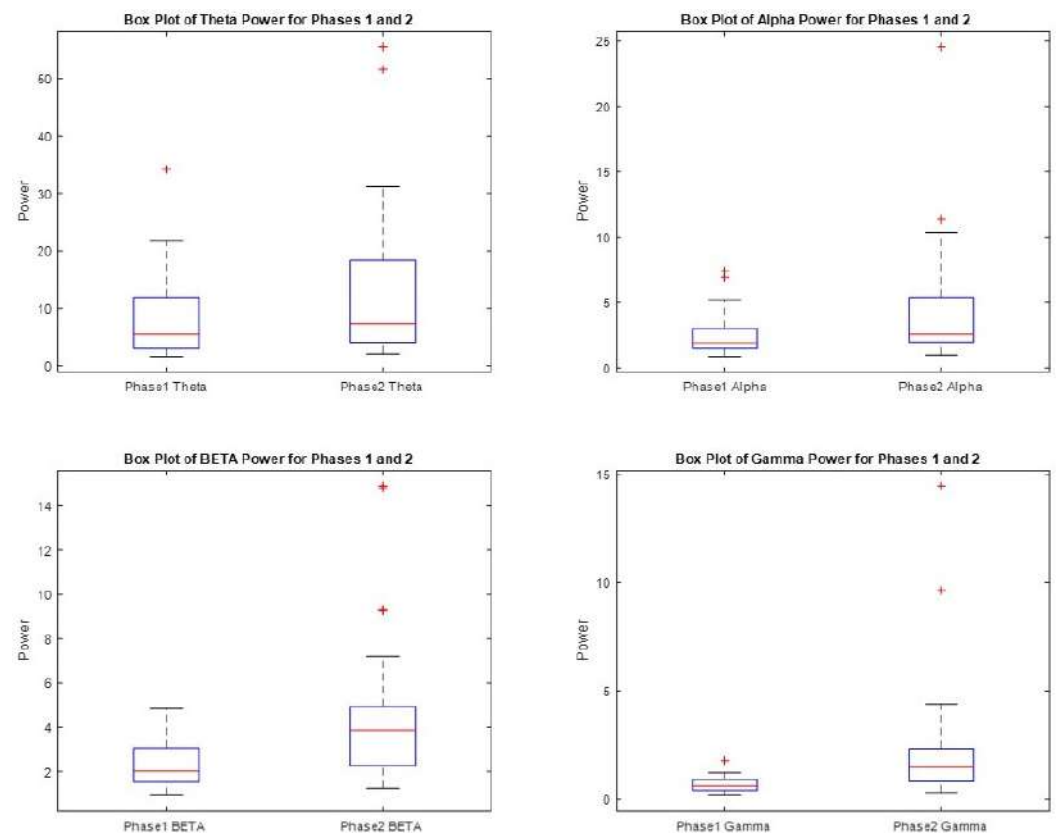 Box Plot of Theta Power for Phases 1 and 2
60
50
40
30
20
10
0
Power
Phase1 Theta
Phase2 Theta
Box Plot of Alpha Power for Phases 1 and 2
25
20
15
10
5
0
Power
Phase1 Alpha
Phase2 Alpha
Box Plot of BETA Power for Phases 1 and 2
14
12
10
8
6
4
2
Power
Phase1 BETA
Phase2 BETA
Box Plot of Gamma Power for Phases 1 and 2
15
10
5
0
Power
Phase1 Gamma
Phase2 Gamma